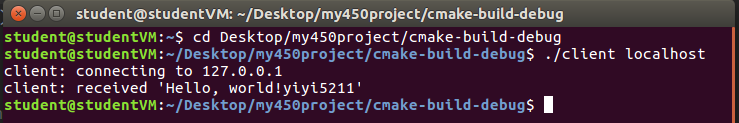 student@studentVM: ~/Desktop/my450project/cmake-build-debug
student@studentVM:~$ cd Desktop/my450project/cmake-build-debug
student@studentVM:~/Desktop/my450project/cmake-build-debug$ ./client localhost
client: connecting to 127.0.0.1
client: received 'Hello, world!yiyi5211'
student@studentVM:~/Desktop/my450project/cmake-build-debug$